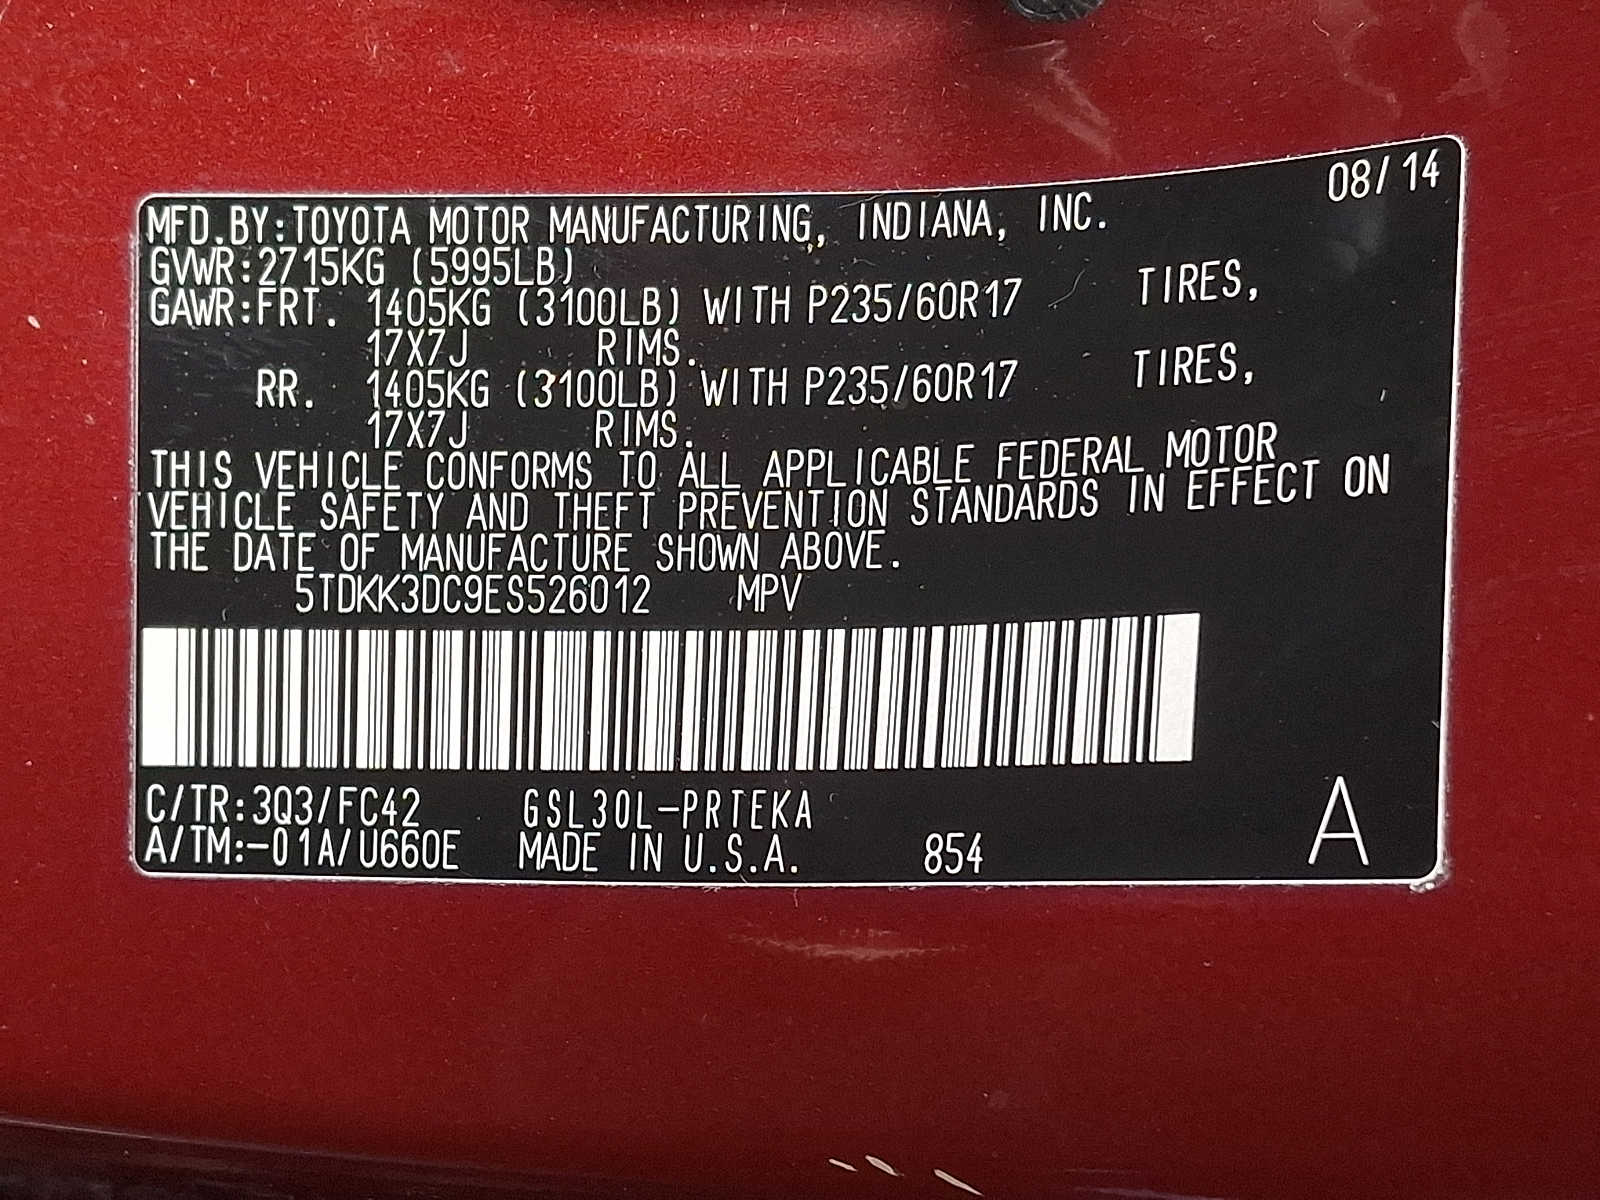 08/14
MFD.BY:TOYOTA MOTOR MANUFACTURING, INDIANA, INC.
GVWR:2715KG (5995LB)
GAWR:FRT. 1405KG (3100LB) WITH P235/60R17 TIRES,
17X7J RIMS.
RR. 1405KG (3100LB) WITH P235/60R17 TIRES,
17X7J RIMS.
THIS VEHICLE CONFORMS TO ALL APPLICABLE FEDERAL MOTOR
VEHICLE SAFETY AND THEFT PREVENTION STANDARDS IN EFFECT ON
THE DATE OF MANUFACTURE SHOWN ABOVE.
5TDKK3DC9ES526012 MPV
C/TR:3Q3/FC42 GSL30L-PRTEKA
A/TM:-01A/U660E MADE IN U.S.A. 854 A